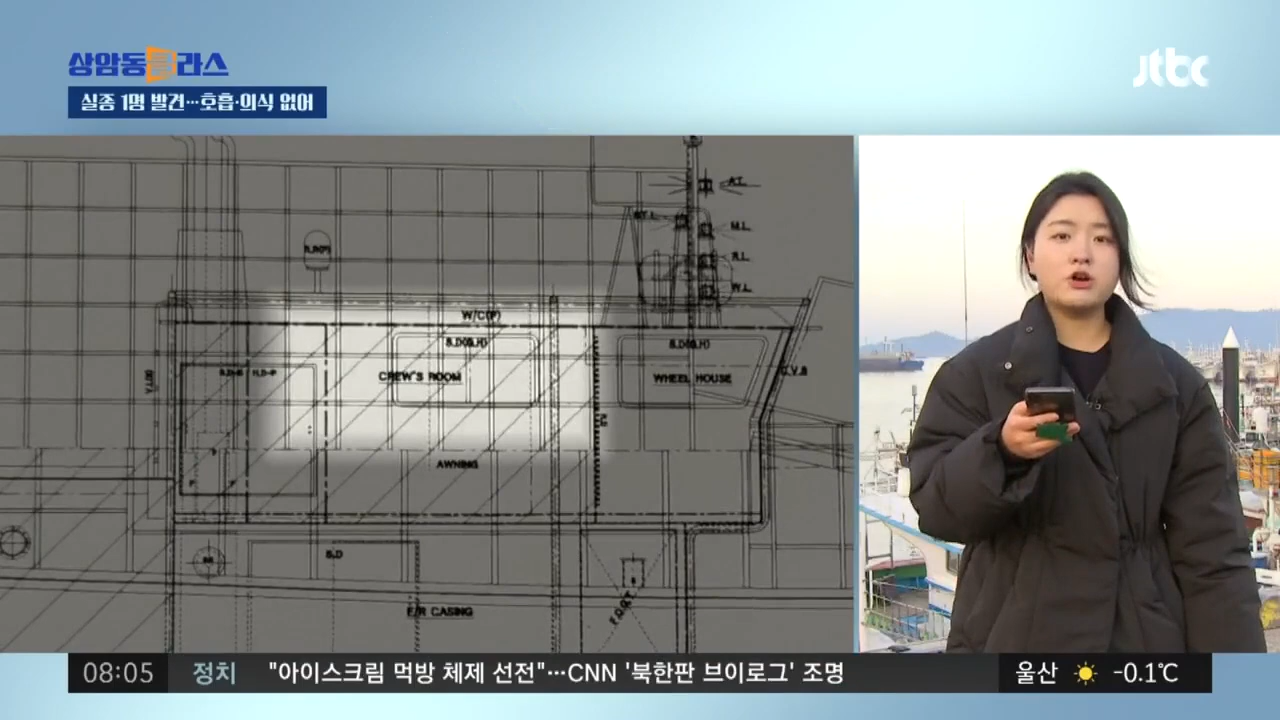 상암동클라스
jtbc
실종 1명 발견…호흡·의식 없어
A.L.
M.L.
R.L.
W.L.
W/C(P)
CREW'S ROOM
WHEEL HOUSE
AWNING
S.D
E/R CASING
08:05 정치 "아이스크림 먹방 체제 선전"…CNN '북한판 브이로그' 조명 울산 -0.1℃